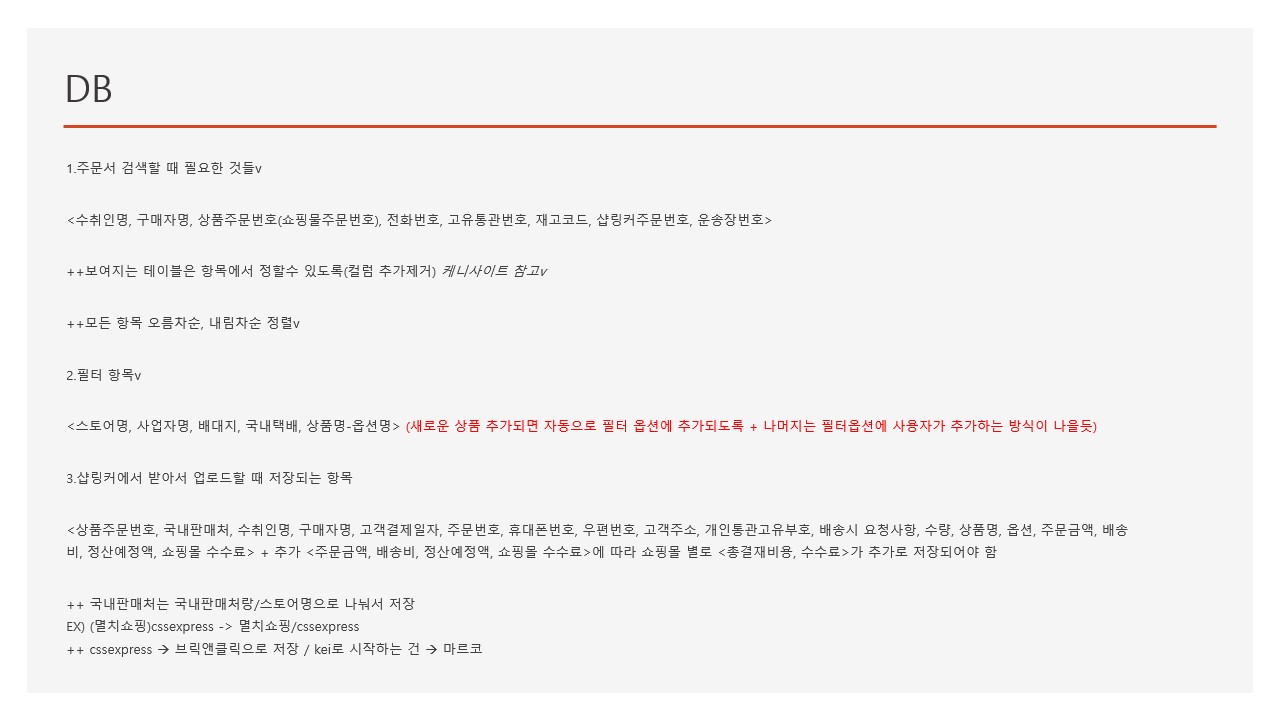 DB
1.주문서 검색할 때 필요한 것들v
<수취인명, 구매자명, 상품주문번호(쇼핑몰주문번호), 전화번호, 고유통관번호, 재고코드, 샵링커주문번호, 운송장번호>
++보여지는 테이블은 항목에서 정할수 있도록(컬럼 추가제거) 케니사이트 참고v
++모든 항목 오름차순, 내림차순 정렬v
2.필터 항목v
<스토어명, 사업자명, 배대지, 국내택배, 상품명-옵션명> (새로운 상품 추가되면 자동으로 필터 옵션에 추가되도록 + 나머지는 필터옵션에 사용자가 추가하는 방식이 나을듯)
3.샵링커에서 받아서 업로드할 때 저장되는 항목
<상품주문번호, 국내판매처, 수취인명, 구매자명, 고객결제일자, 주문번호, 휴대폰번호, 우편번호, 고객주소, 개인통관고유부호, 배송시 요청사항, 수량, 상품명, 옵션, 주문금액, 배송
비, 정산예정액, 쇼핑몰 수수료> + 추가 <주문금액, 배송비, 정산예정액, 쇼핑몰 수수료>에 따라 쇼핑몰 별로 <총결재비용, 수수료>가 추가로 저장되어야 함
++ 국내판매처는 국내판매처랑/스토어명으로 나눠서 저장
EX) (멸치쇼핑)cssexpress -> 멸치쇼핑/cssexpress
++ cssexpress → 브릭앤클릭으로 저장 / kei로 시작하는 건 → 마르코